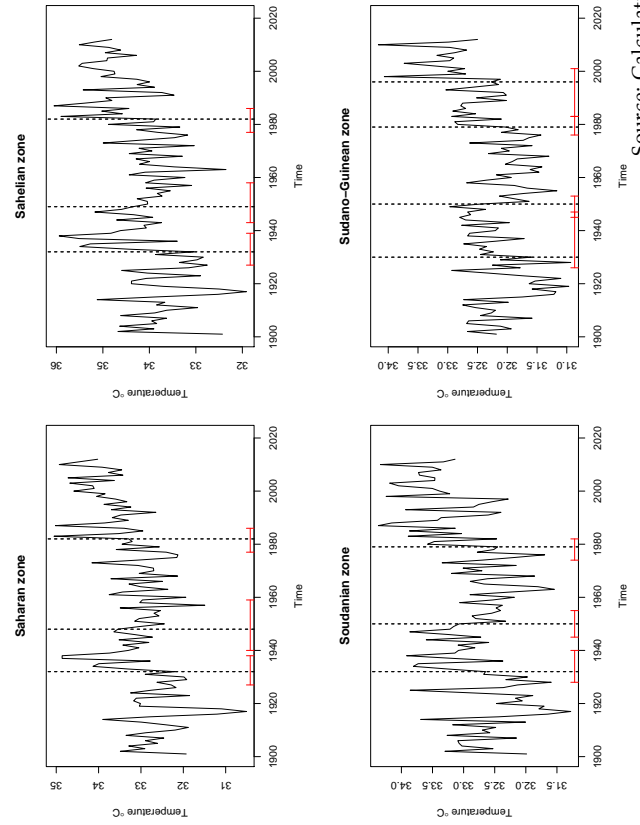 Saharan zone
Temperature °C
35
34
33
32
31
1900 1920 1940 1960 1980 2000 2020
Time
Sahelian zone
Temperature °C
36
35
34
33
32
1900 1920 1940 1960 1980 2000 2020
Time
Soudanian zone
Temperature °C
34.0
33.5
33.0
32.5
32.0
31.5
1900 1920 1940 1960 1980 2000 2020
Time
Sudano−Guinean zone
Temperature °C
34.0
33.5
33.0
32.5
32.0
31.5
31.0
1900 1920 1940 1960 1980 2000 2020
Time
Source: Calculat